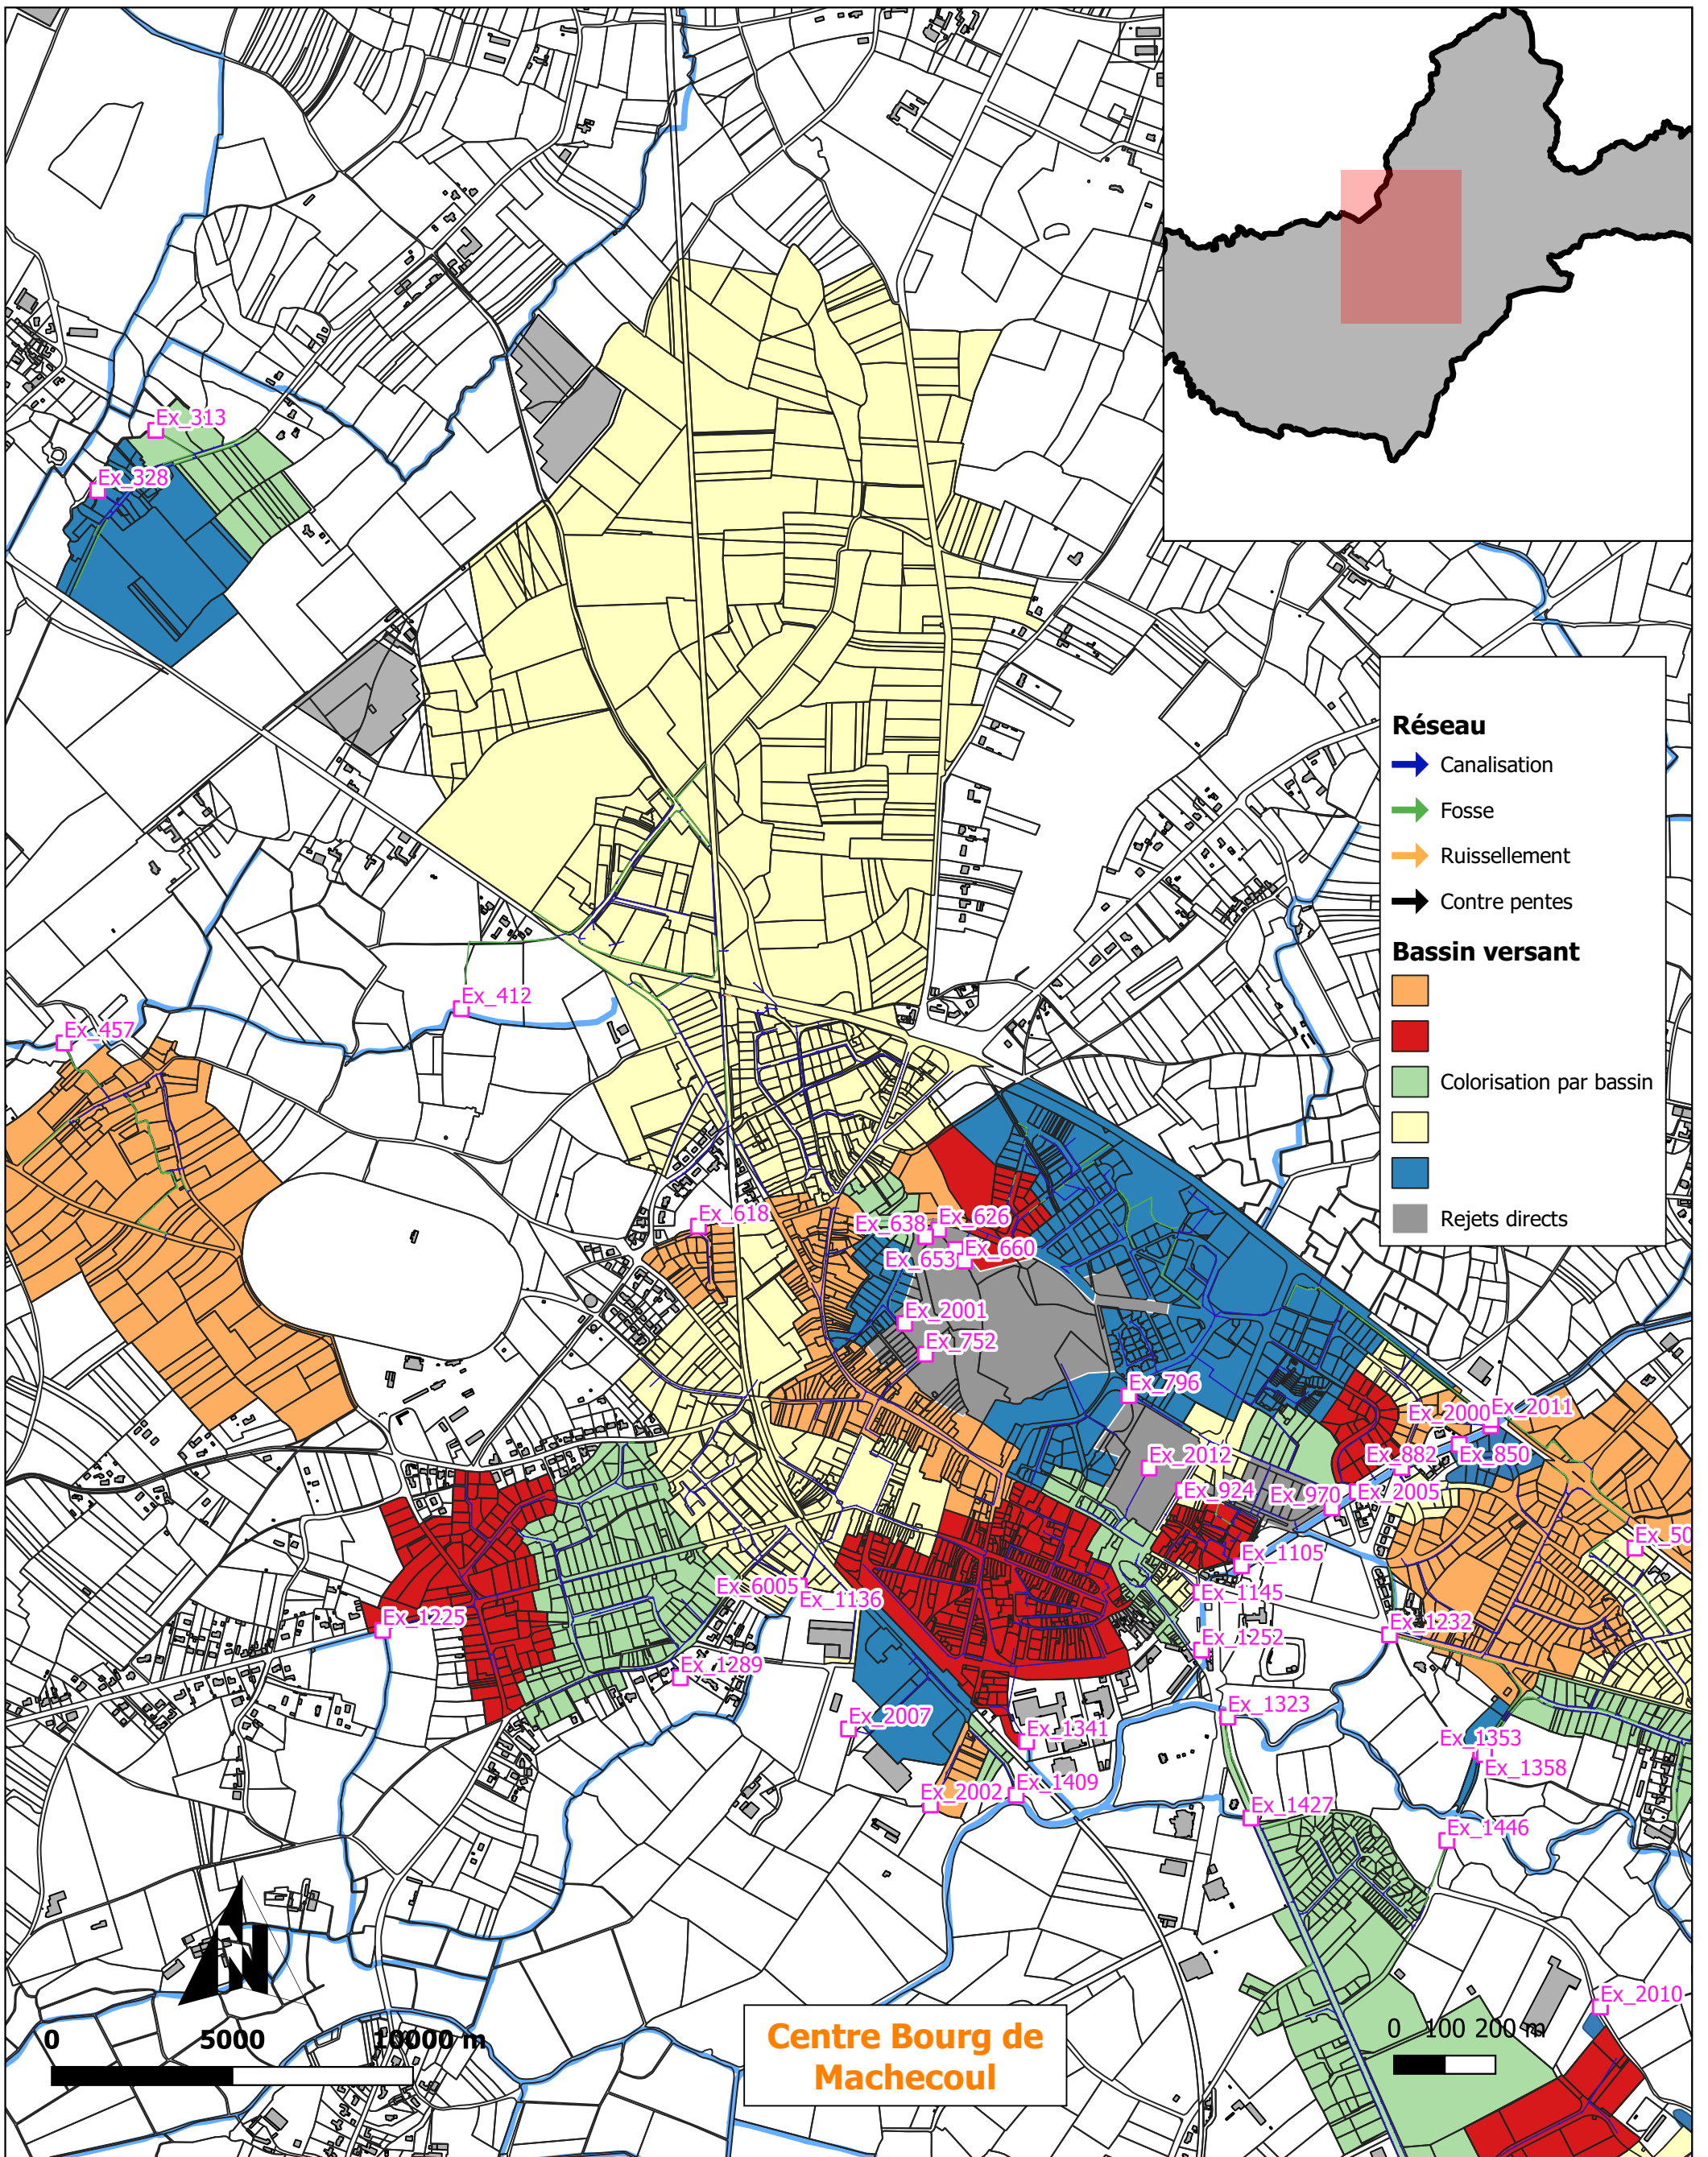 Ex_313
Ex_328
Réseau
Canalisation
Fosse
Ruissellement
Contre pentes
Bassin versant
Colorisation par bassin
Rejets directs
Ex_412
Ex_457
Ex_618
Ex_638
Ex_626
Ex_653
Ex_660
Ex_2001
Ex_752
Ex_796
Ex_2000
Ex_2011
Ex_2012
Ex_882
Ex_850
Ex_924
Ex_970
Ex_2005
Ex_50
Ex_1105
Ex_6005
Ex_1136
Ex_1145
Ex_1225
Ex_1232
Ex_1252
Ex_1289
Ex_1323
Ex_2007
Ex_1341
Ex_1353
Ex_1358
Ex_2002
Ex_1409
Ex_1427
Ex_1446
Ex_2010
N
0 5000 10000 m
Centre Bourg de
Machecoul
0 100 200 m